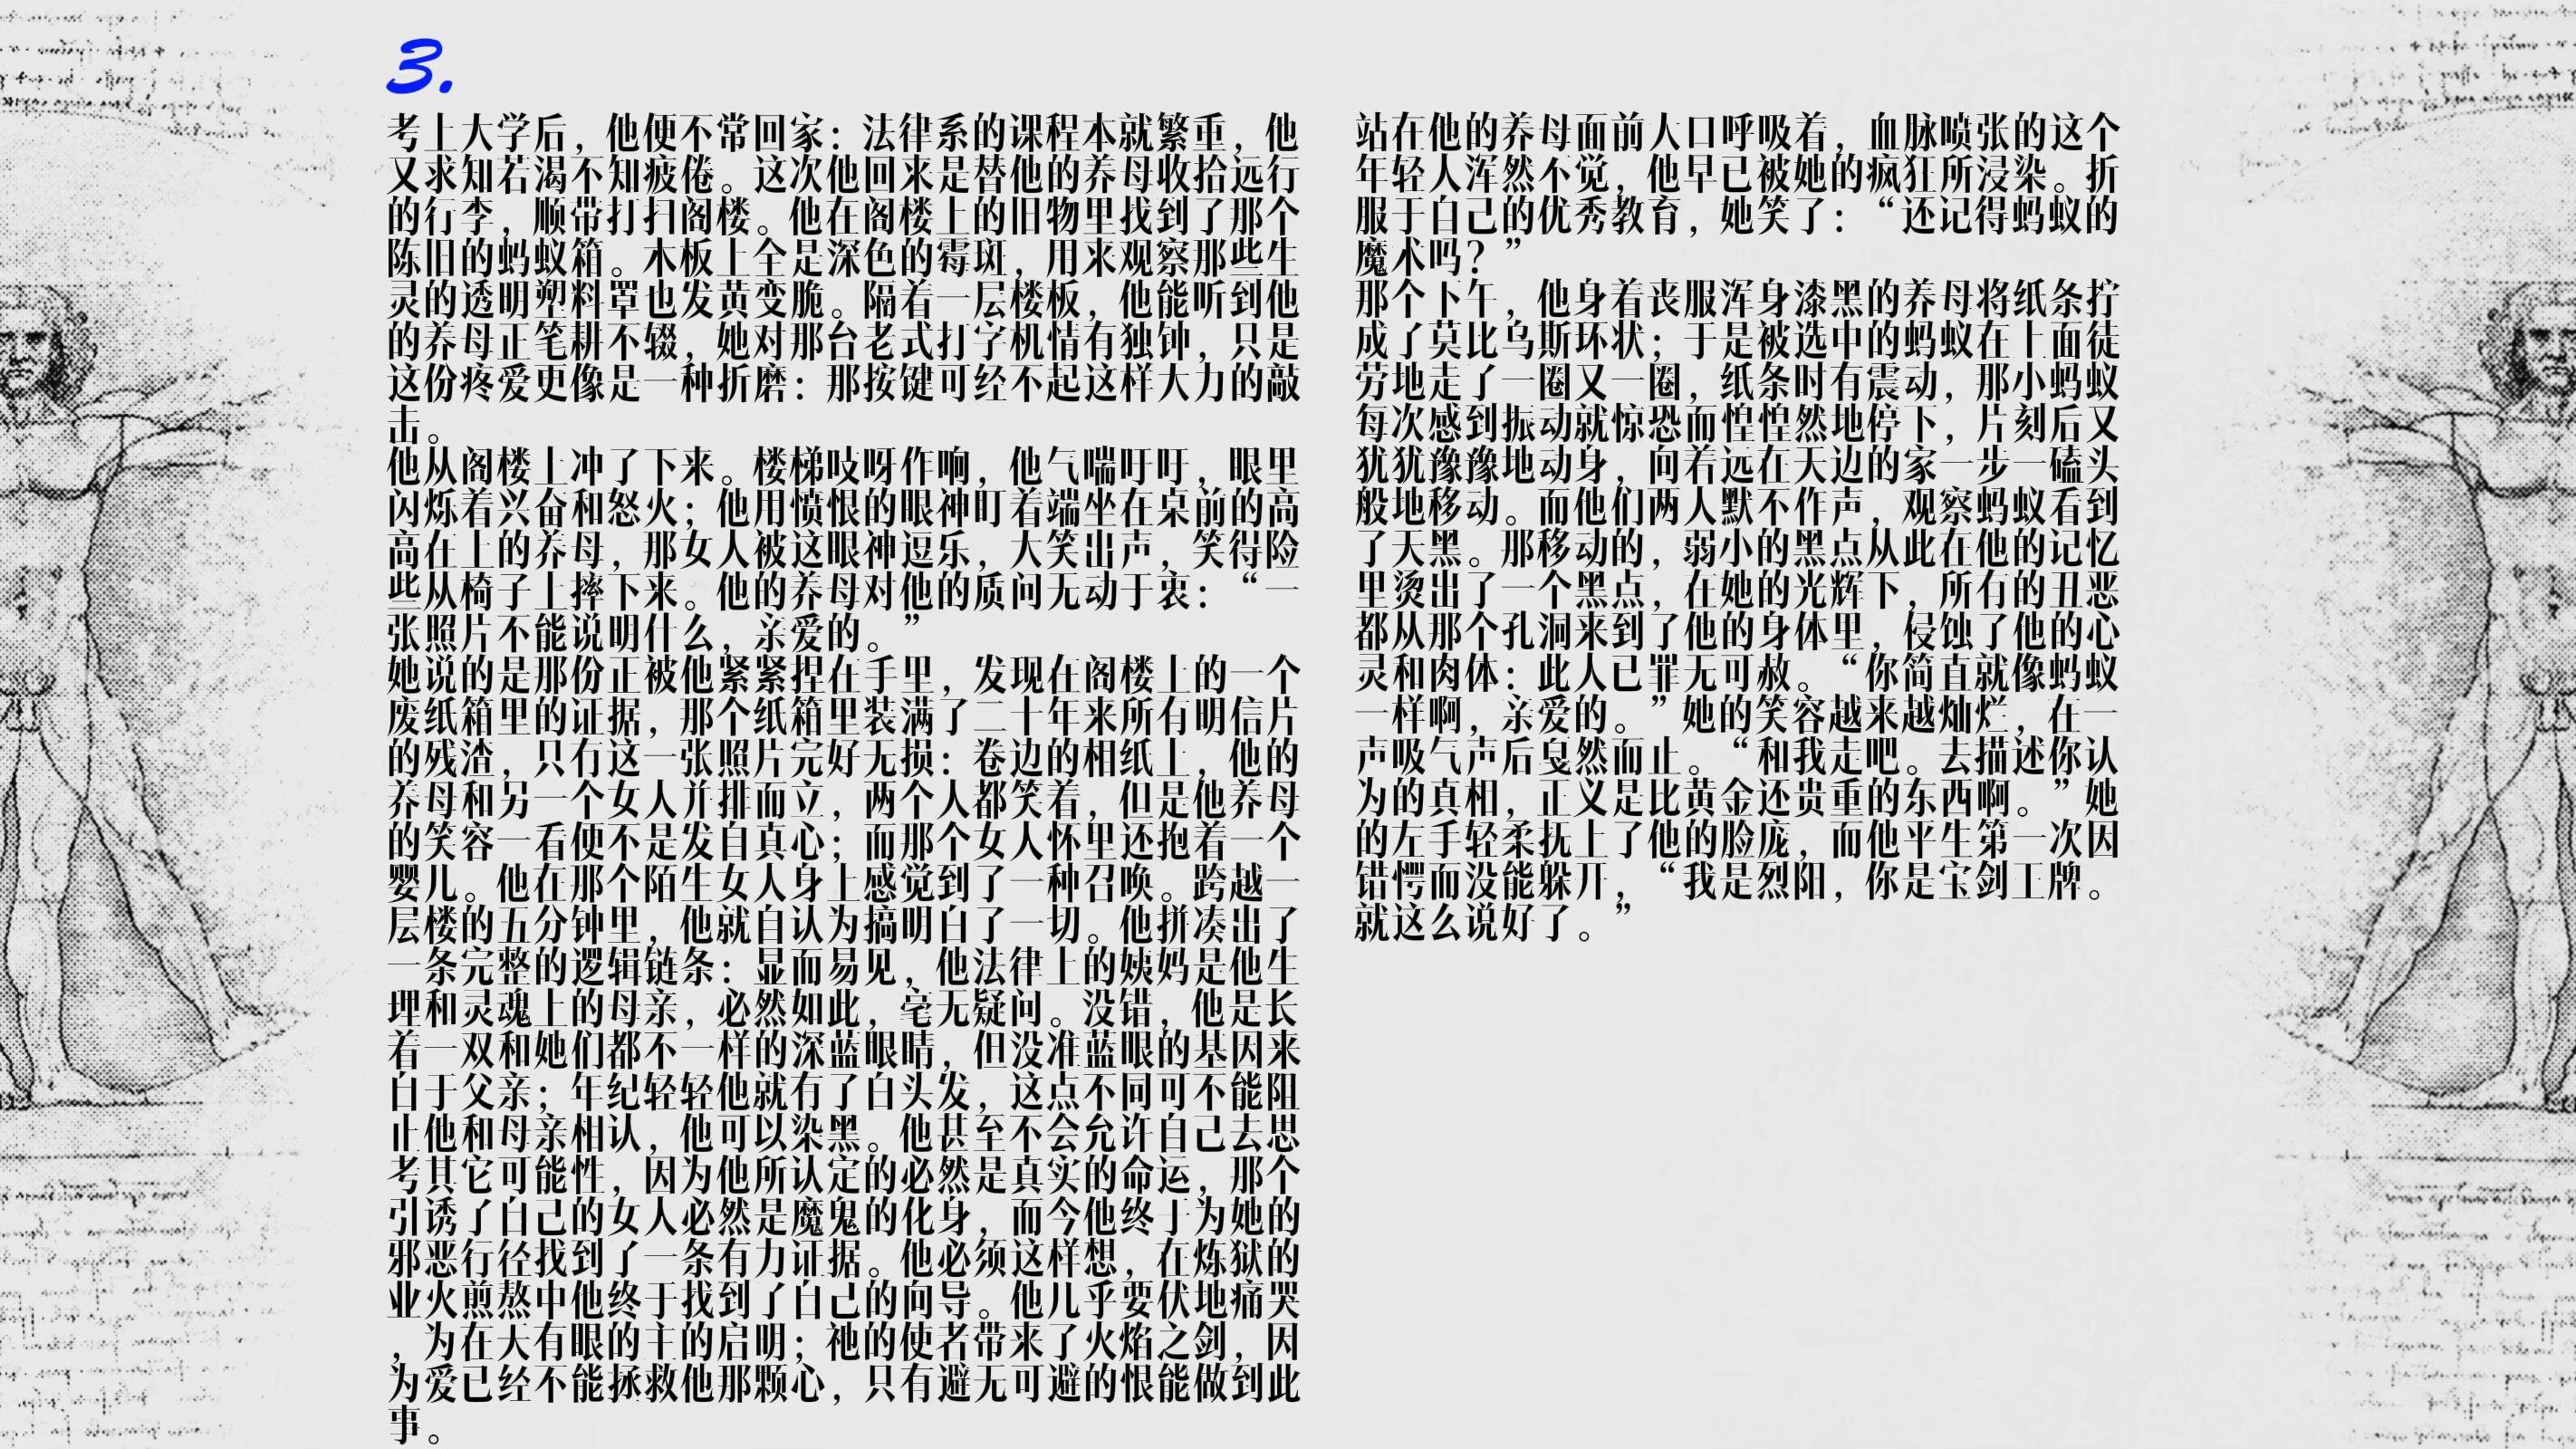 3.
考上大学后，他便不常回家：法律系的课程本就繁重，他
又求知若渴不知疲倦。这次他回来是替他的养母收拾远行
的行李，顺带打扫阁楼。他在阁楼上的旧物里找到了那个
陈旧的蚂蚁箱。木板上全是深色的霉斑，用来观察那些生
灵的透明塑料罩也发黄变脆。隔着一层楼板，他能听到他
的养母正笔耕不辍，她对那台老式打字机情有独钟，只是
这份疼爱更像是一种折磨：那按键可经不起这样大力的敲
击。
他从阁楼上冲了下来。楼梯吱呀作响，他气喘吁吁，眼里
闪烁着兴奋和怒火；他用愤恨的眼神盯着端坐在桌前的高
高在上的养母，那女人被这眼神逗乐，大笑出声，笑得险
些从椅子上摔下来。他的养母对他的质问无动于衷：“一
张照片不能说明什么，亲爱的。”
她说的是那份正被他紧紧捏在手里，发现在阁楼上的一个
废纸箱里的证据，那个纸箱里装满了二十年来所有明信片
的残渣，只有这一张照片完好无损：卷边的相纸上，他的
养母和另一个女人并排而立，两个人都笑着，但是他养母
的笑容一看便不是发自真心；而那个女人怀里还抱着一个
婴儿。他在那个陌生女人身上感觉到了一种召唤。跨越一
层楼的五分钟里，他就自认为搞明白了一切。他拼凑出了
一条完整的逻辑链条：显而易见，他法律上的姨妈是他生
理和灵魂上的母亲，必然如此，毫无疑问。没错，他是长
着一双和她们都不一样的深蓝眼睛，但没准蓝眼的基因来
自于父亲；年纪轻轻他就有了白头发，这点不同可不能阻
止他和母亲相认，他可以染黑。他甚至不会允许自己去思
考其它可能性，因为他所认定的必然是真实的命运，那个
引诱了自己的女人必然是魔鬼的化身，而今他终于为她的
邪恶行径找到了一条有力证据。他必须这样想，在炼狱的
业火煎熬中他终于找到了自己的向导。他几乎要伏地痛哭
，为在天有眼的主的启明；祂的使者带来了火焰之剑，因
为爱已经不能拯救他那颗心，只有避无可避的恨能做到此
事。
站在他的养母面前大口呼吸着，血脉喷张的这个
年轻人浑然不觉，他早已被她的疯狂所浸染。折
服于自己的优秀教育，她笑了：“还记得蚂蚁的
魔术吗？”
那个下午，他身着丧服浑身漆黑的养母将纸条拧
成了莫比乌斯环状；于是被选中的蚂蚁在上面徒
劳地走了一圈又一圈，纸条时有震动，那小蚂蚁
每次感到振动就惊恐而惶惶然地停下，片刻后又
犹犹豫豫地动身，向着远在天边的家一步一磕头
般地移动。而他们两人默不作声，观察蚂蚁看到
了天黑。那移动的，弱小的黑点从此在他的记忆
里烫出了一个黑点，在她的光辉下，所有的丑恶
都从那个孔洞来到了他的身体里，侵蚀了他的心
灵和肉体：此人已罪无可赦。“你简直就像蚂蚁
一样啊，亲爱的。”她的笑容越来越灿烂，在一
声吸气声后戛然而止。“和我走吧。去描述你认
为的真相，正义是比黄金还贵重的东西啊。”她
的左手轻柔抚上了他的脸庞，而他平生第一次因
错愕而没能躲开，“我是烈阳，你是宝剑王牌。
就这么说好了。”